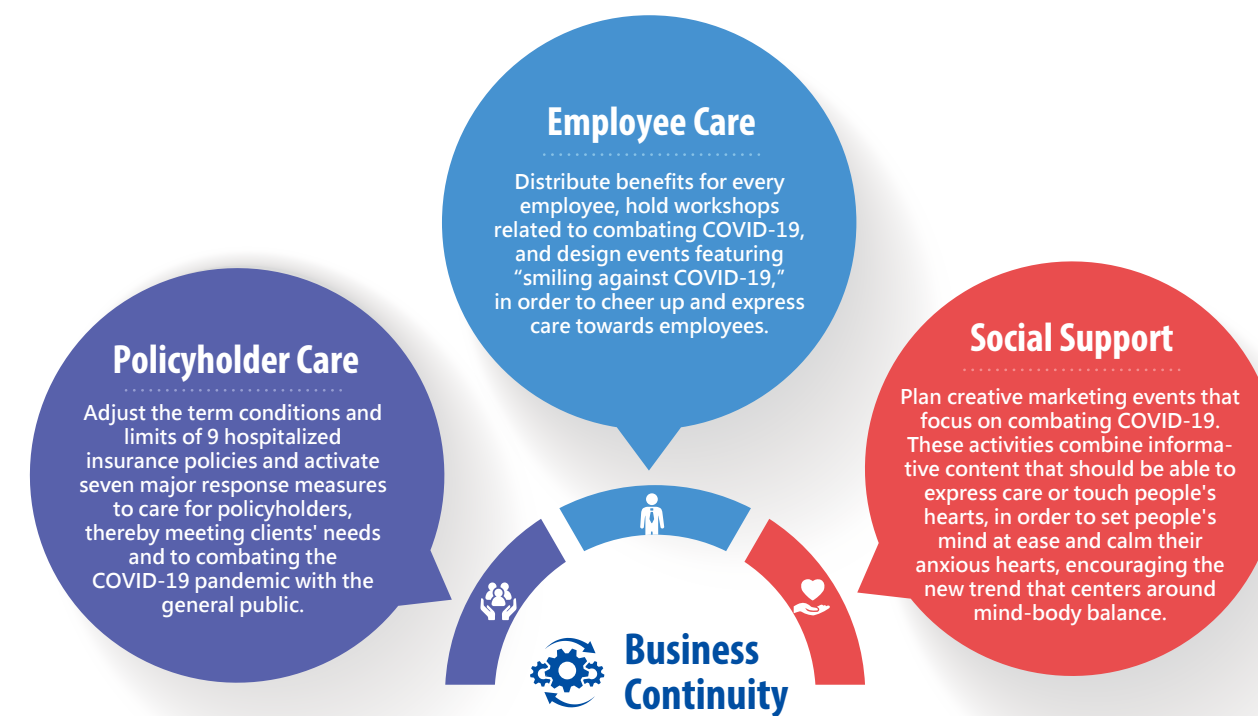 Employee Care
Distribute benefits for every
employee, hold workshops
related to combating COVID-19,
and design events featuring
“smiling against COVID-19,”
in order to cheer up and express
care towards employees.
Policyholder Care
Adjust the term conditions and
limits of 9 hospitalized
insurance policies and activate
seven major response measures
to care for policyholders,
thereby meeting clients' needs
and to combating the
COVID-19 pandemic with the
general public.
Social Support
Plan creative marketing events that
focus on combating COVID-19.
These activities combine informa-
tive content that should be able to
express care or touch people's
hearts, in order to set people's
mind at ease and calm their
anxious hearts, encouraging the
new trend that centers around
mind-body balance.
Business
Continuity